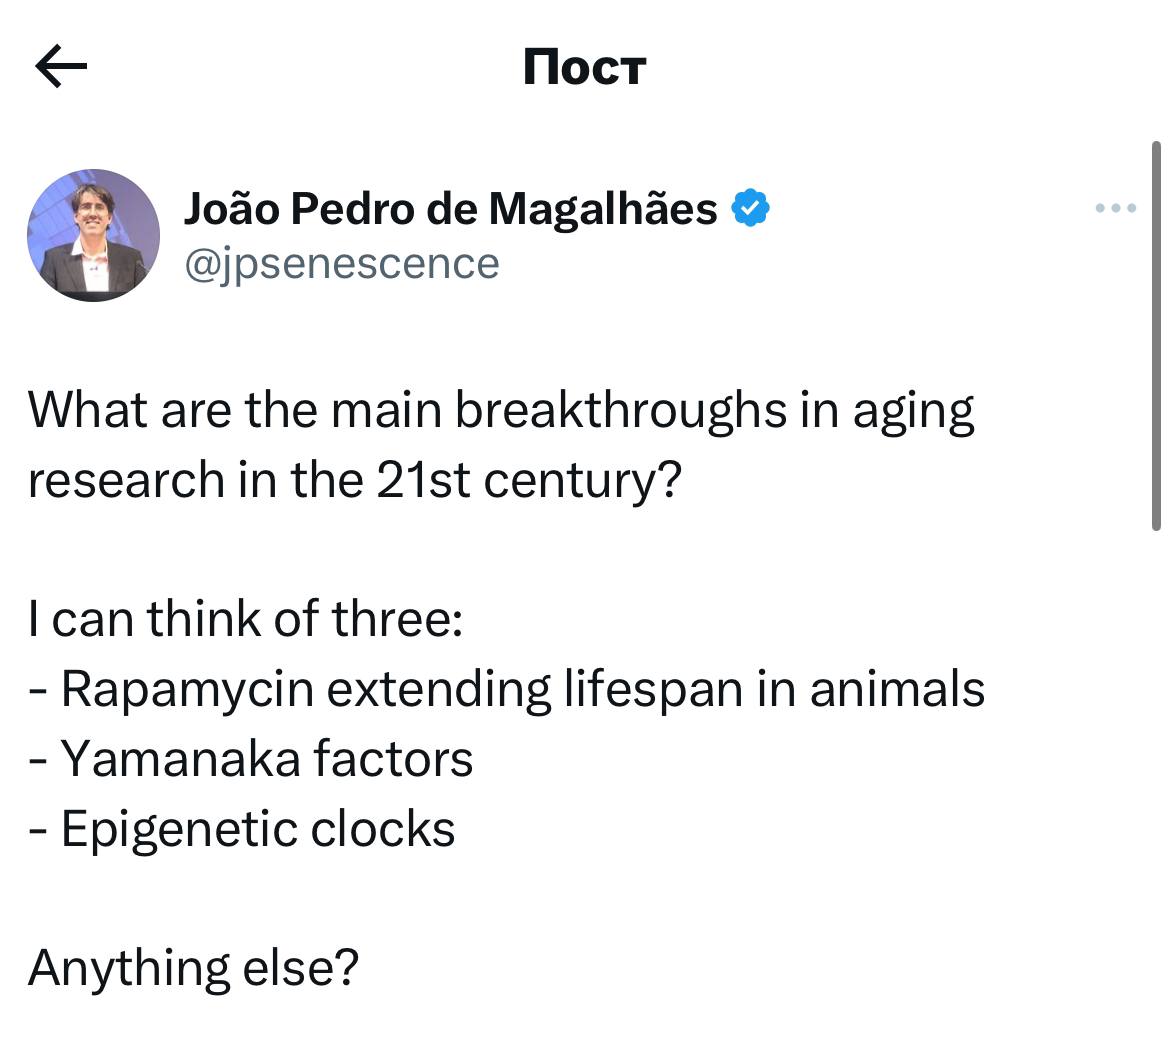 Пост
João Pedro de Magalhães
@jpsenescence
What are the main breakthroughs in aging
research in the 21st century?
I can think of three:
- Rapamycin extending lifespan in animals
- Yamanaka factors
- Epigenetic clocks
Anything else?